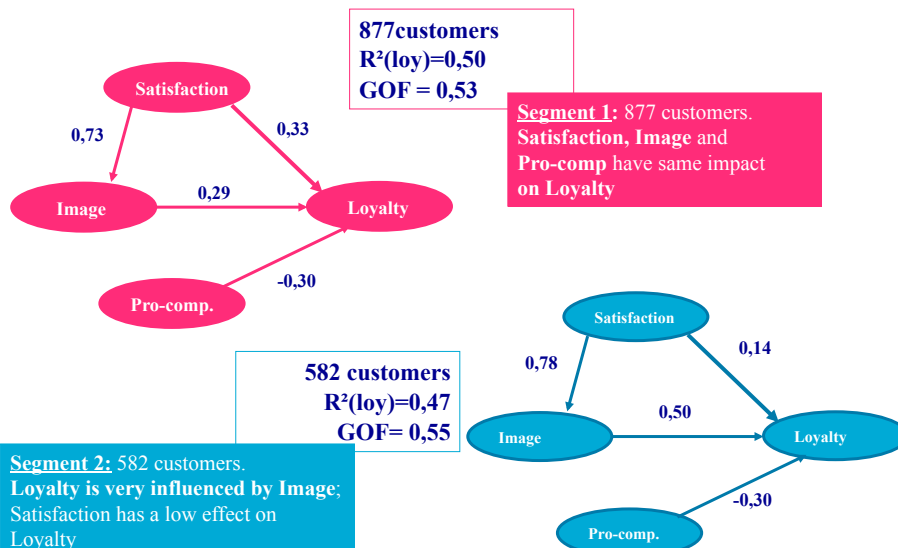 877customers
R²(loy)=0,50
GOF = 0,53
Satisfaction
0,73
0,33
Segment 1: 877 customers.
Satisfaction, Image and
Pro-comp have same impact
on Loyalty
Image
0,29
Loyalty
-0,30
Pro-comp.
Satisfaction
0,78
0,14
582 customers
R²(loy)=0,47
GOF= 0,55
0,50
Image
Loyalty
Segment 2: 582 customers.
Loyalty is very influenced by Image;
Satisfaction has a low effect on
Loyalty
-0,30
Pro-comp.